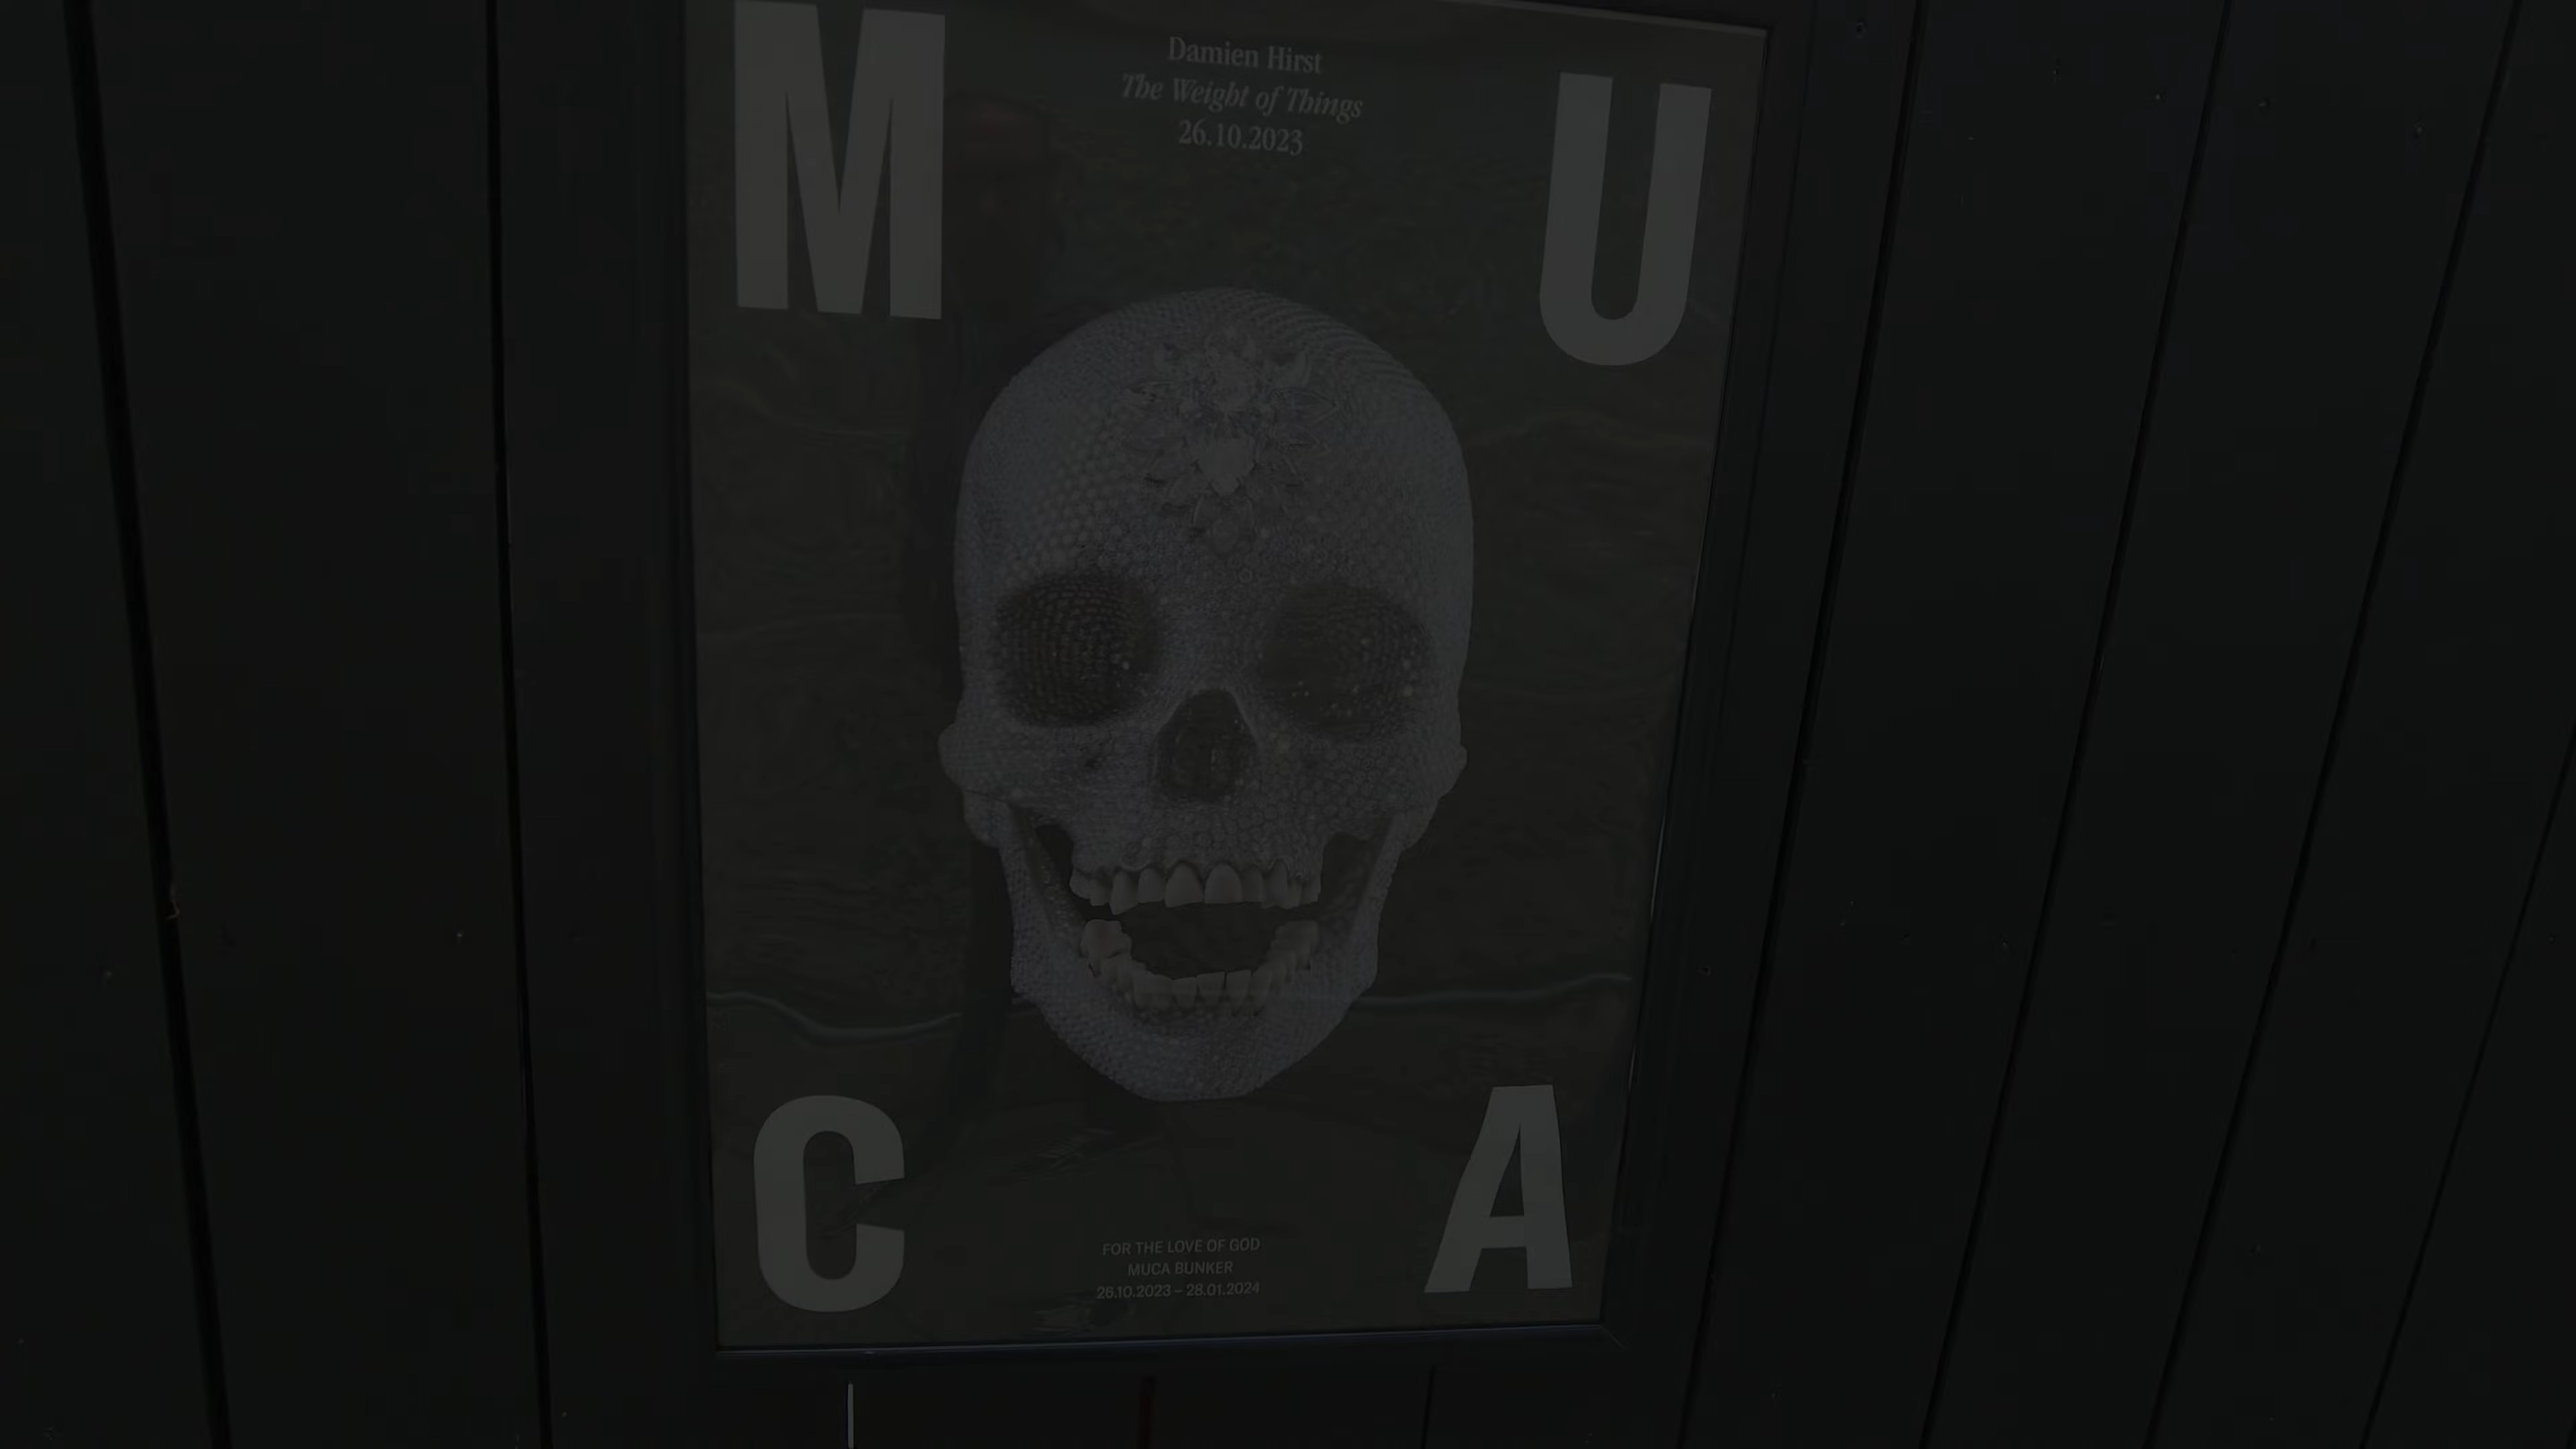 M U
Damien Hirst
The Weight of Things
26.10.2023
C A
FOR THE LOVE OF GOD
MUCA BUNKER
26.10.2023 – 28.01.2024